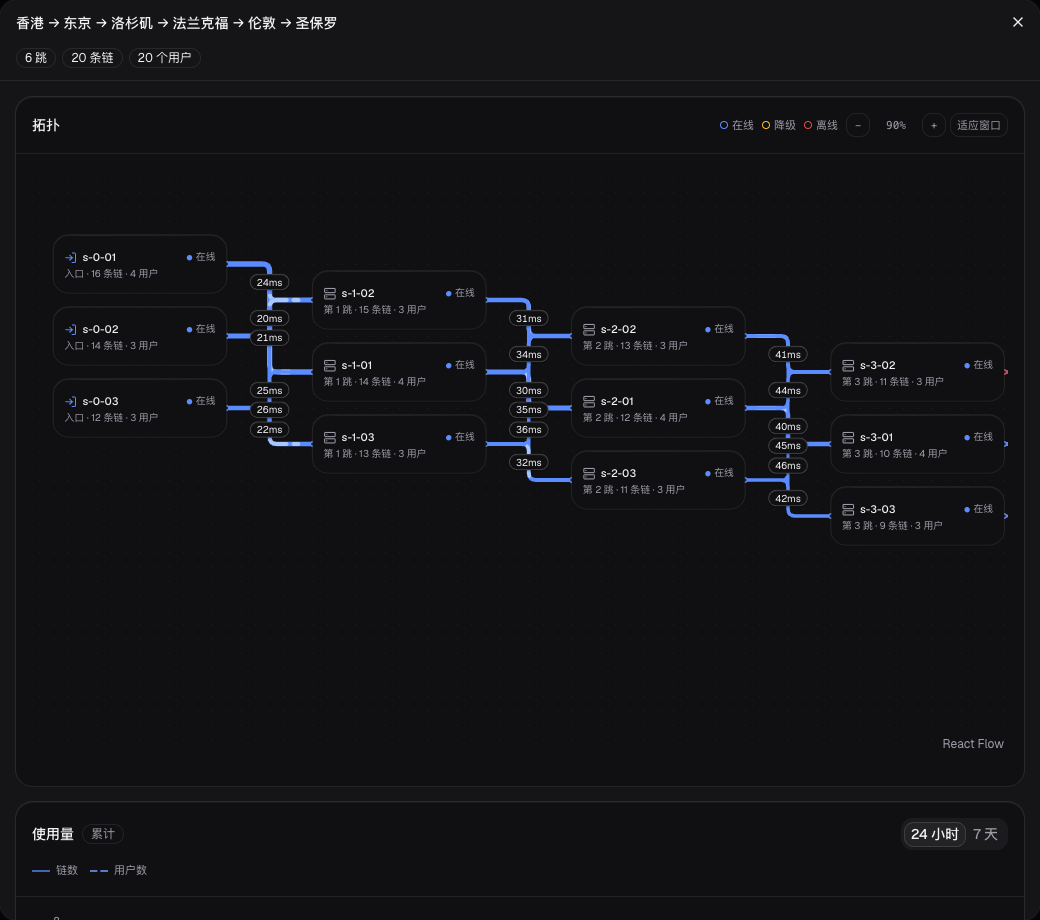 香港 → 东京 → 洛杉矶 → 法兰克福 → 伦敦 → 圣保罗
6 跳
20 条链
20 个用户
拓扑
在线
降级
离线
−
90%
+
适应窗口
s-0-01
在线
入口 · 16 条链 · 4 用户
s-0-02
在线
入口 · 14 条链 · 3 用户
s-0-03
在线
入口 · 12 条链 · 3 用户
24ms
20ms
21ms
25ms
26ms
22ms
s-1-02
在线
第 1 跳 · 15 条链 · 3 用户
s-1-01
在线
第 1 跳 · 14 条链 · 4 用户
s-1-03
在线
第 1 跳 · 13 条链 · 3 用户
31ms
34ms
30ms
35ms
36ms
32ms
s-2-02
在线
第 2 跳 · 13 条链 · 3 用户
s-2-01
在线
第 2 跳 · 12 条链 · 4 用户
s-2-03
在线
第 2 跳 · 11 条链 · 3 用户
41ms
44ms
40ms
45ms
46ms
42ms
s-3-02
在线
第 3 跳 · 11 条链 · 3 用户
s-3-01
在线
第 3 跳 · 10 条链 · 4 用户
s-3-03
在线
第 3 跳 · 9 条链 · 3 用户
React Flow
使用量
累计
24 小时
7 天
链数
用户数